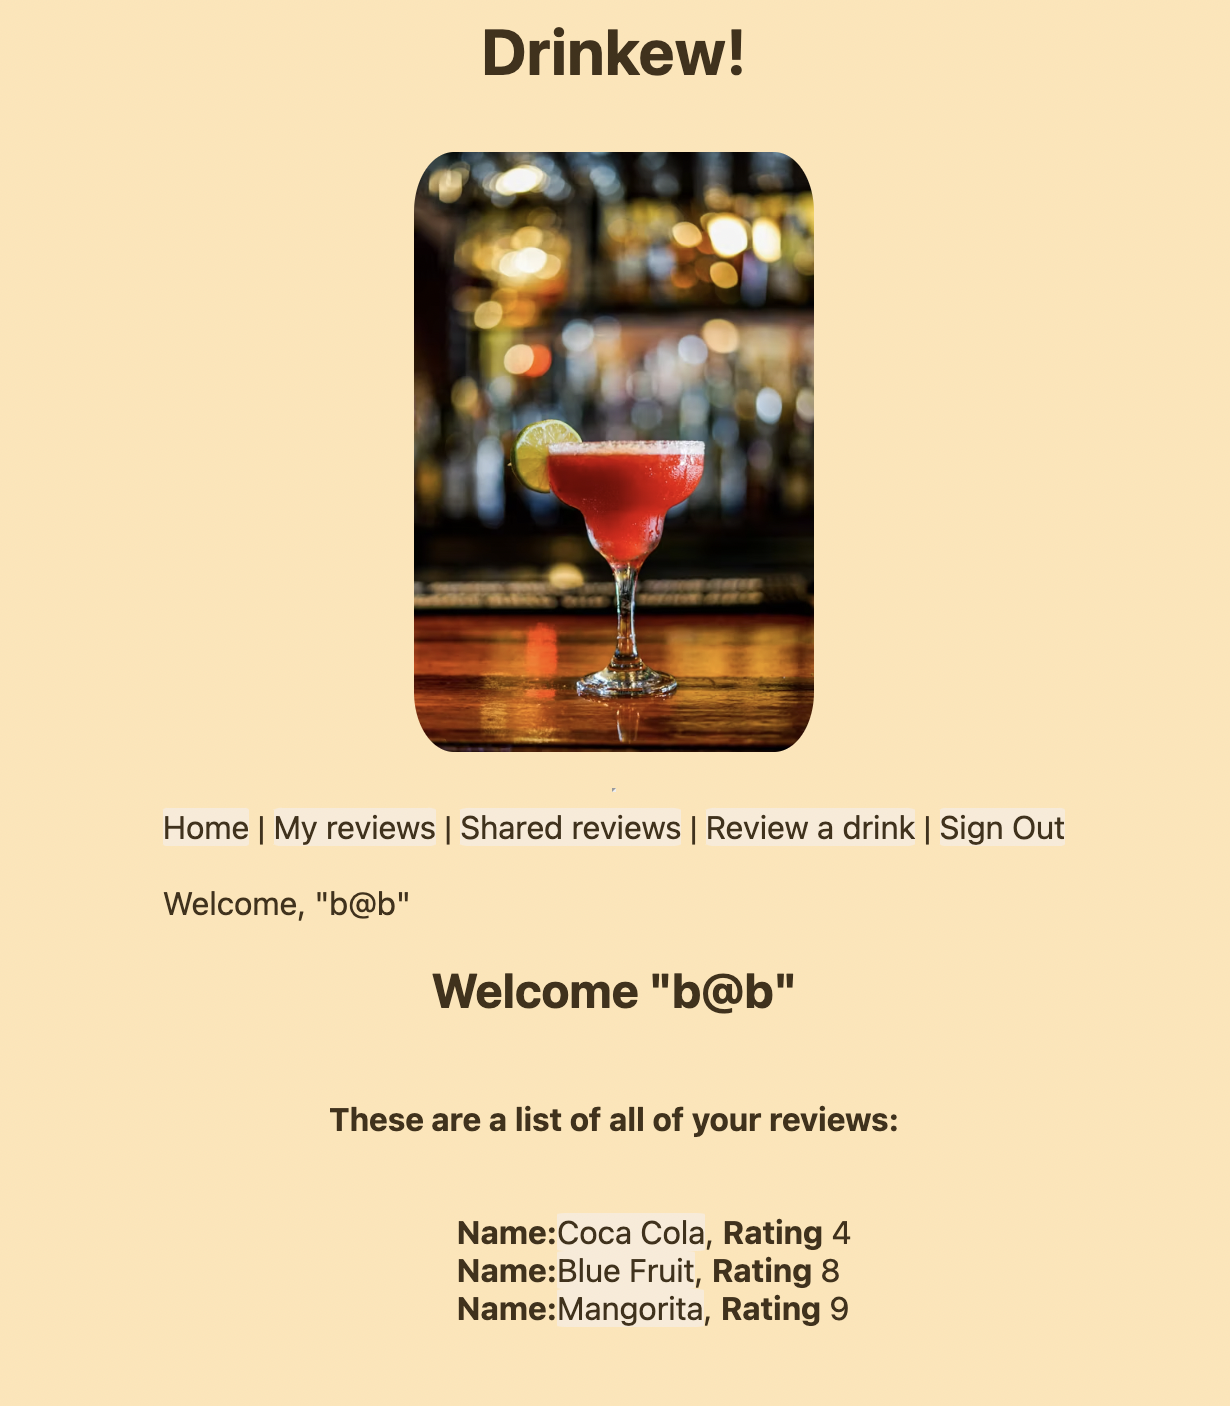 Drinkew!
Home | My reviews | Shared reviews | Review a drink | Sign Out
Welcome, "b@b"
Welcome "b@b"
These are a list of all of your reviews:
Name:Coca Cola, Rating 4
Name:Blue Fruit, Rating 8
Name:Mangorita, Rating 9